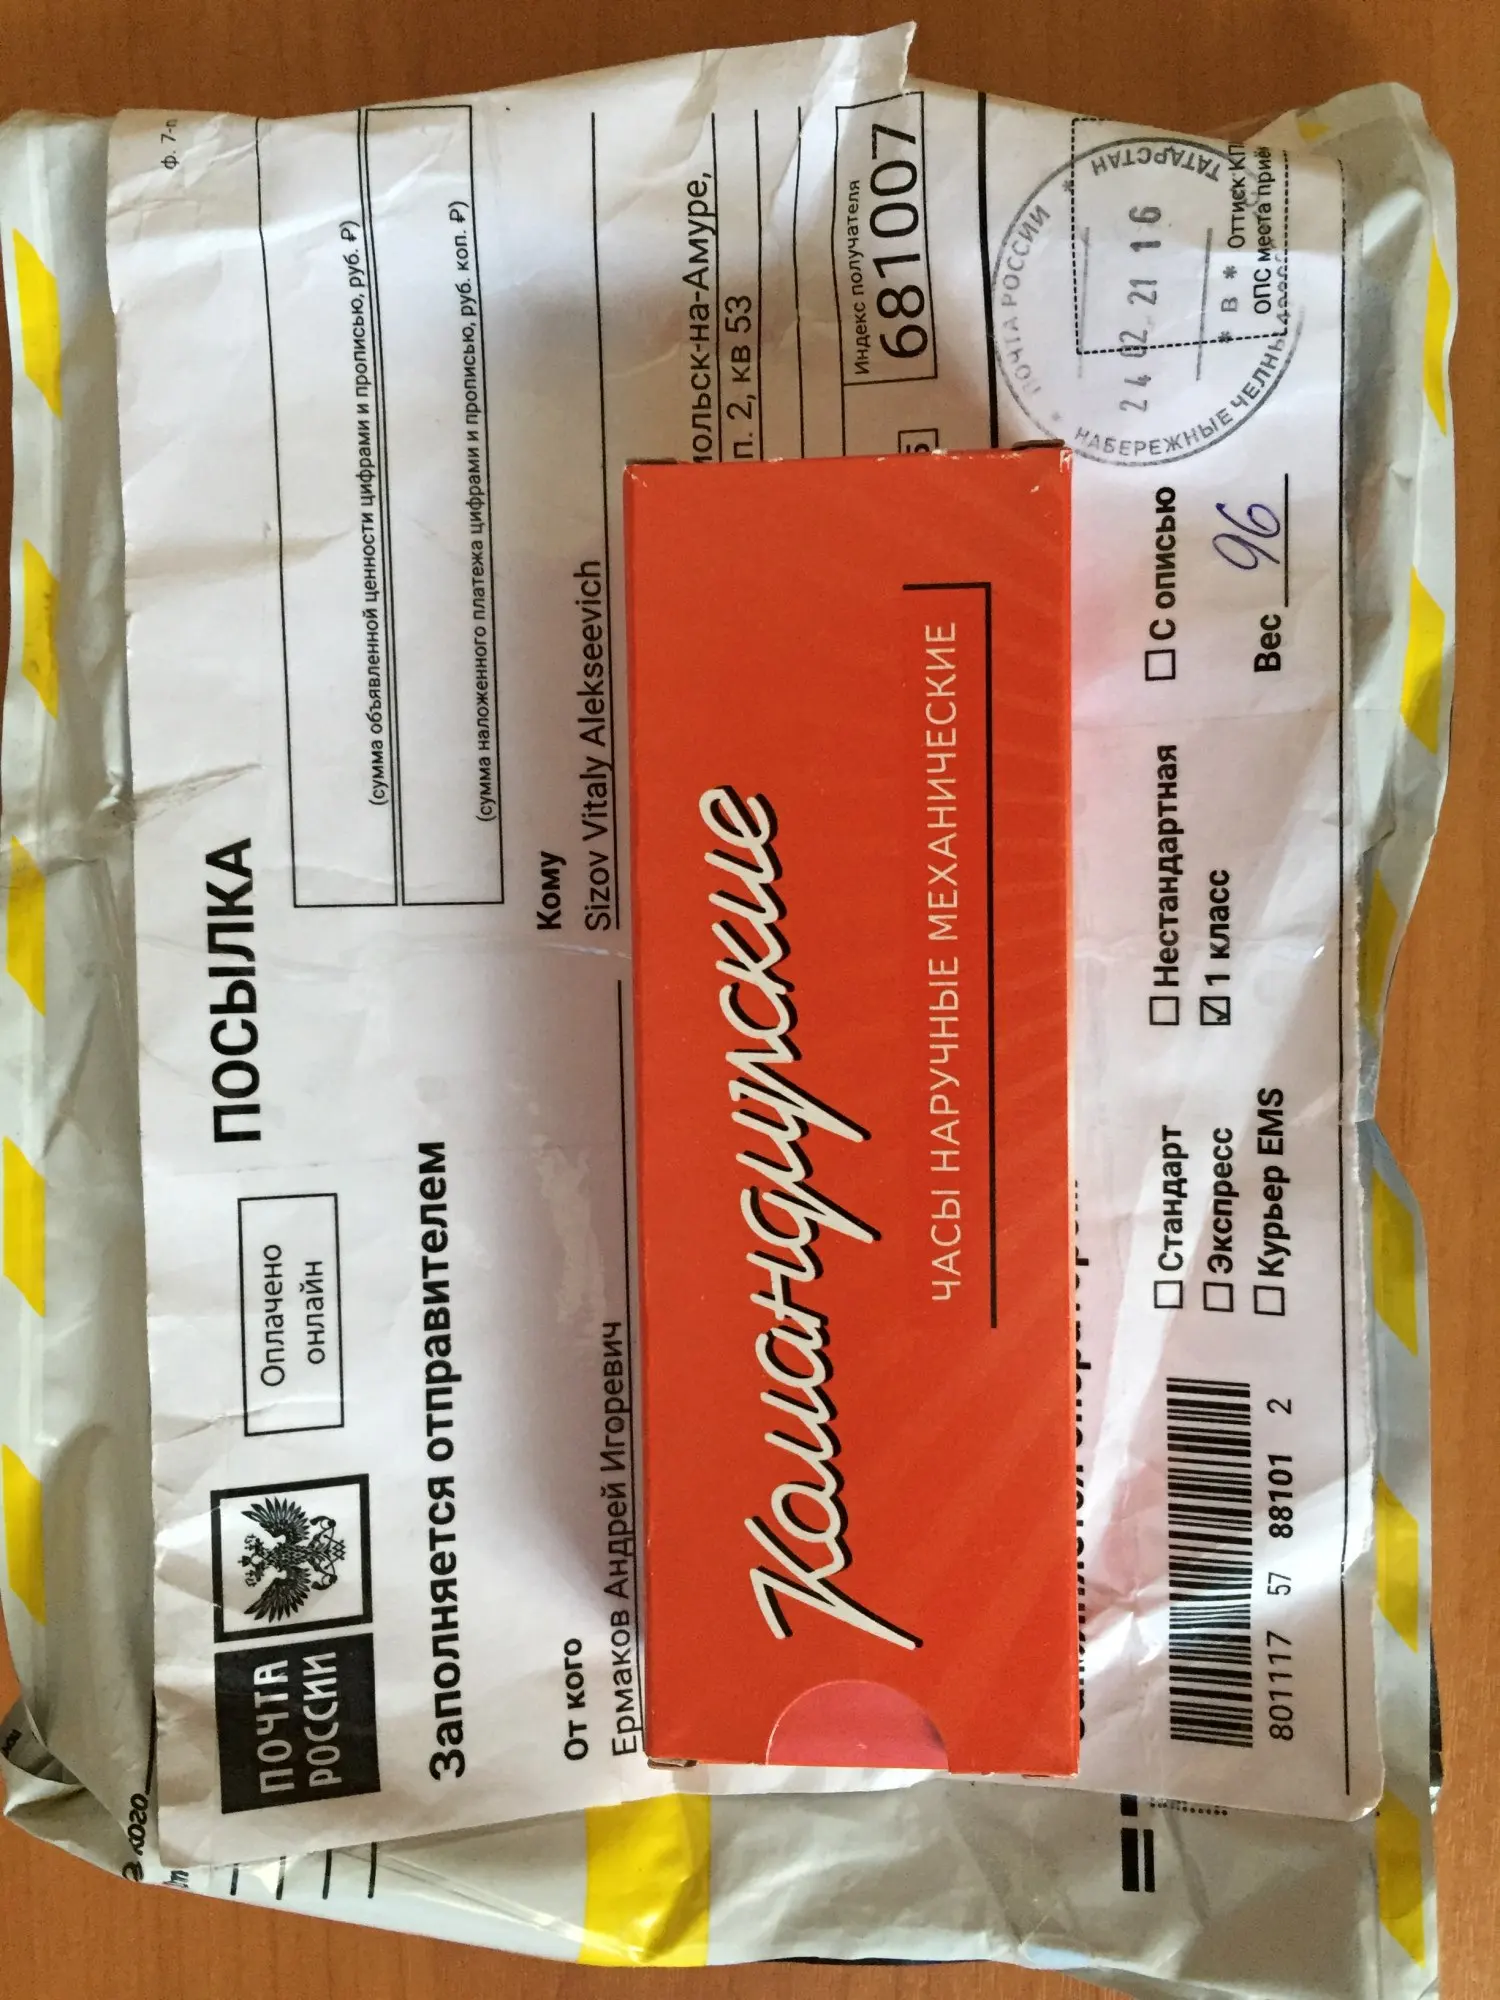 ф. 7-п
ПОЧТА
РОССИИ
Оплачено
онлайн
ПОСЫЛКА
(сумма объявленной ценности цифрами и прописью, руб. ₽)
(сумма наложенного платежа цифрами и прописью, руб. коп. ₽)
Заполняется отправителем
От кого
Ермаков Андрей Игоревич
Кому
Sizov Vitaly Alekseevich
мольск-на-Амуре,
п. 2, кв 53
Индекс получателя
681007
Командирские
ЧАСЫ НАРУЧНЫЕ МЕХАНИЧЕСКИЕ
801117 57 88101 2
Стандарт
Экспресс
Курьер EMS
Нестандартная
1 класс
С описью
Вес 96
ПОЧТА РОССИИ
ТАТАРСТАН
24 02 21 16
* В *
НАБЕРЕЖНЫЕ ЧЕЛНЫ
Оттиск КП
ОПС места приё